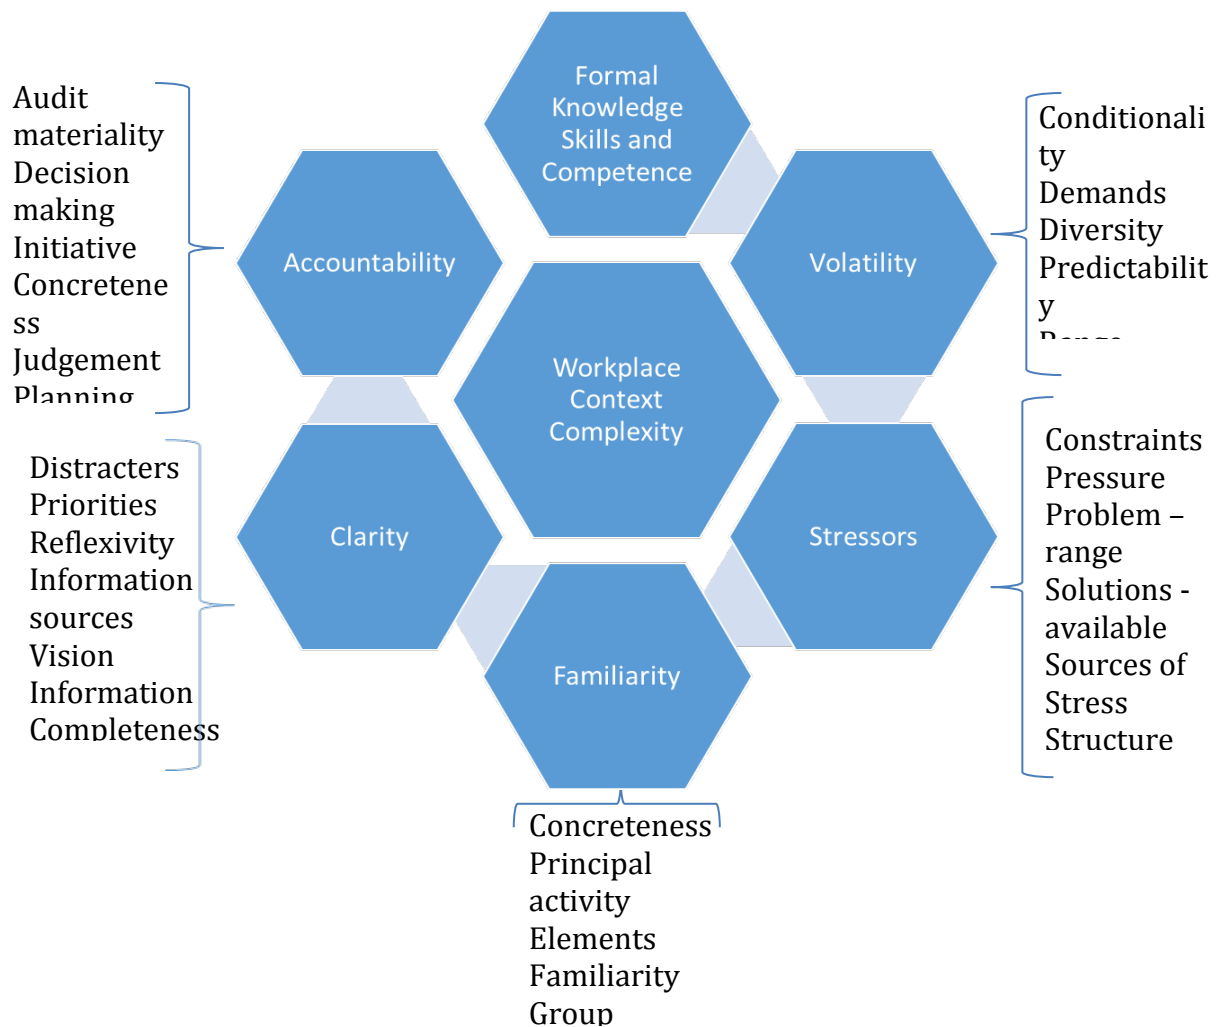 Formal
Knowledge
Skills and
Competence
Audit
materiality
Decision
making
Initiative
Concretene
ss
Judgement
Planning
Accountability
Volatility
Conditionali
ty
Demands
Diversity
Predictabilit
y
Range
Workplace
Context
Complexity
Distracters
Priorities
Reflexivity
Information
sources
Vision
Information
Completeness
Clarity
Stressors
Constraints
Pressure
Problem –
range
Solutions -
available
Sources of
Stress
Structure
Familiarity
Concreteness
Principal
activity
Elements
Familiarity
Group